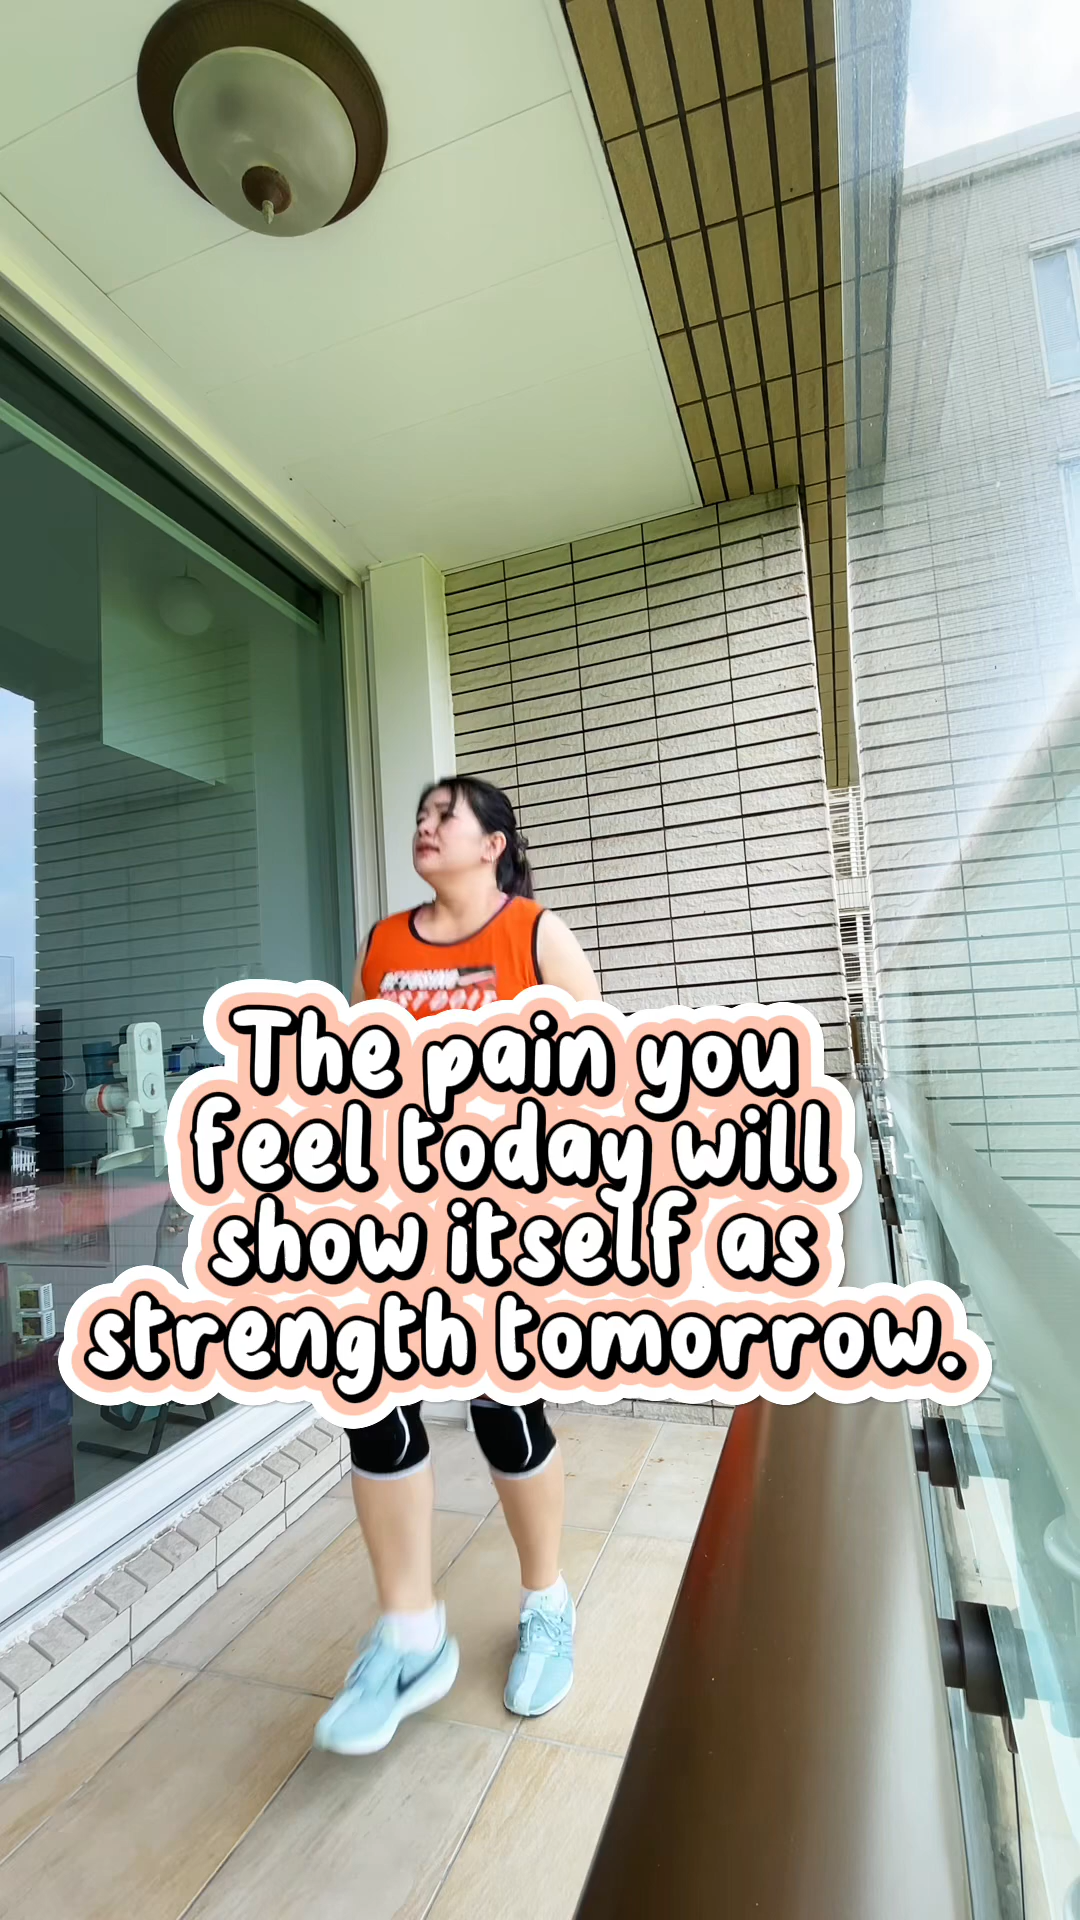 The pain you
feel today will
show itself as
strength tomorrow.